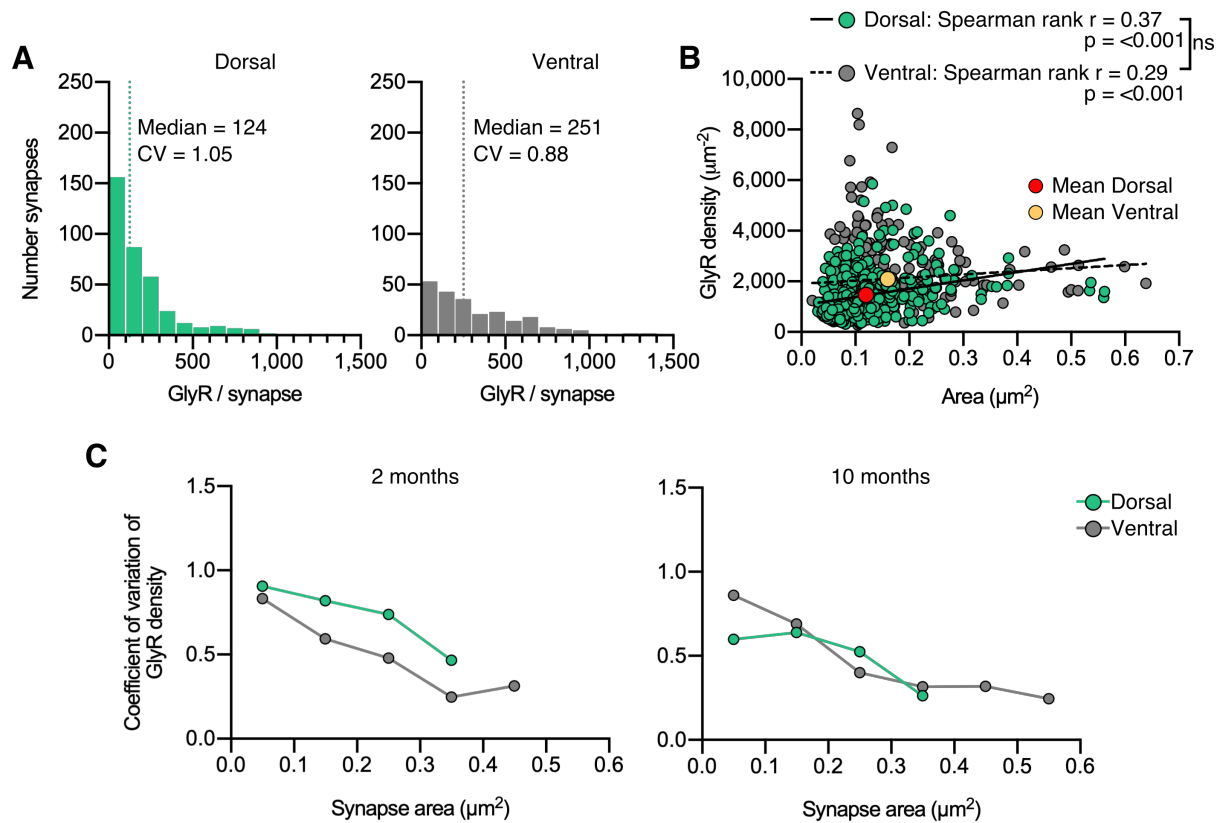 A
Dorsal
Number synapses
250
200
150
100
50
0
Median = 124
CV = 1.05
0
500
1,000
1,500
GlyR / synapse
Ventral
250
200
150
100
50
0
Median = 251
CV = 0.88
0
500
1,000
1,500
GlyR / synapse
B
Dorsal: Spearman rank r = 0.37
p = <0.001
ns
Ventral: Spearman rank r = 0.29
p = <0.001
GlyR density (µm-2)
10,000
8,000
6,000
4,000
2,000
0
Mean Dorsal
Mean Ventral
0.0
0.1
0.2
0.3
0.4
0.5
0.6
0.7
Area (µm2)
C
2 months
Coefficient of variation of
GlyR density
1.5
1.0
0.5
0.0
0.0
0.1
0.2
0.3
0.4
0.5
0.6
Synapse area (µm2)
10 months
1.5
1.0
0.5
0.0
0.0
0.1
0.2
0.3
0.4
0.5
0.6
Synapse area (µm2)
Dorsal
Ventral